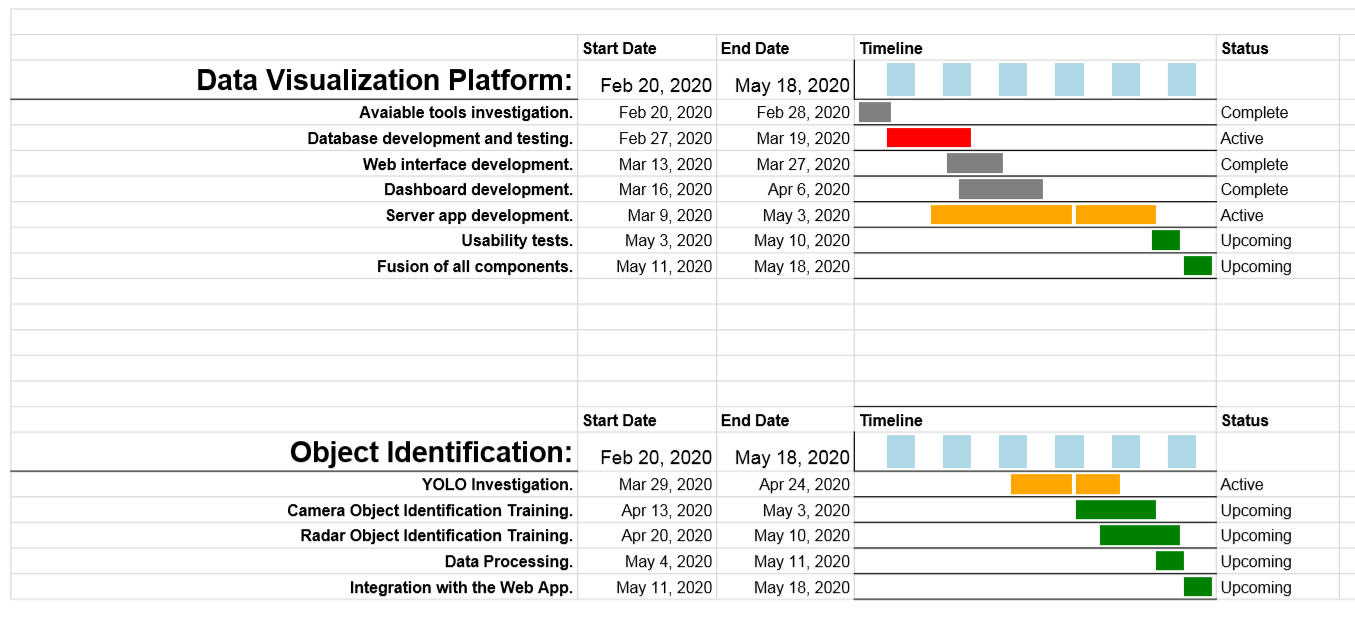 Start Date End Date Timeline Status
Data Visualization Platform: Feb 20, 2020 May 18, 2020
Avaiable tools investigation. Feb 20, 2020 Feb 28, 2020 Complete
Database development and testing. Feb 27, 2020 Mar 19, 2020 Active
Web interface development. Mar 13, 2020 Mar 27, 2020 Complete
Dashboard development. Mar 16, 2020 Apr 6, 2020 Complete
Server app development. Mar 9, 2020 May 3, 2020 Active
Usability tests. May 3, 2020 May 10, 2020 Upcoming
Fusion of all components. May 11, 2020 May 18, 2020 Upcoming
Start Date End Date Timeline Status
Object Identification: Feb 20, 2020 May 18, 2020
YOLO Investigation. Mar 29, 2020 Apr 24, 2020 Active
Camera Object Identification Training. Apr 13, 2020 May 3, 2020 Upcoming
Radar Object Identification Training. Apr 20, 2020 May 10, 2020 Upcoming
Data Processing. May 4, 2020 May 11, 2020 Upcoming
Integration with the Web App. May 11, 2020 May 18, 2020 Upcoming